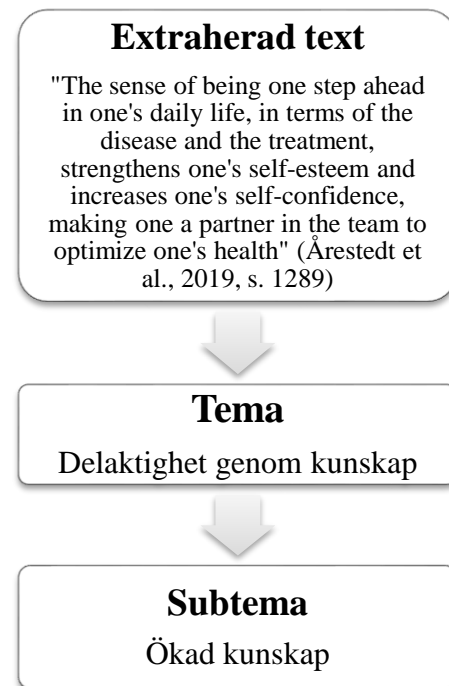 Extraherad text
"The sense of being one step ahead
in one's daily life, in terms of the
disease and the treatment,
strengthens one's self-esteem and
increases one's self-confidence,
making one a partner in the team to
optimize one's health" (Årestedt et
al., 2019, s. 1289)
Tema
Delaktighet genom kunskap
Subtema
Ökad kunskap